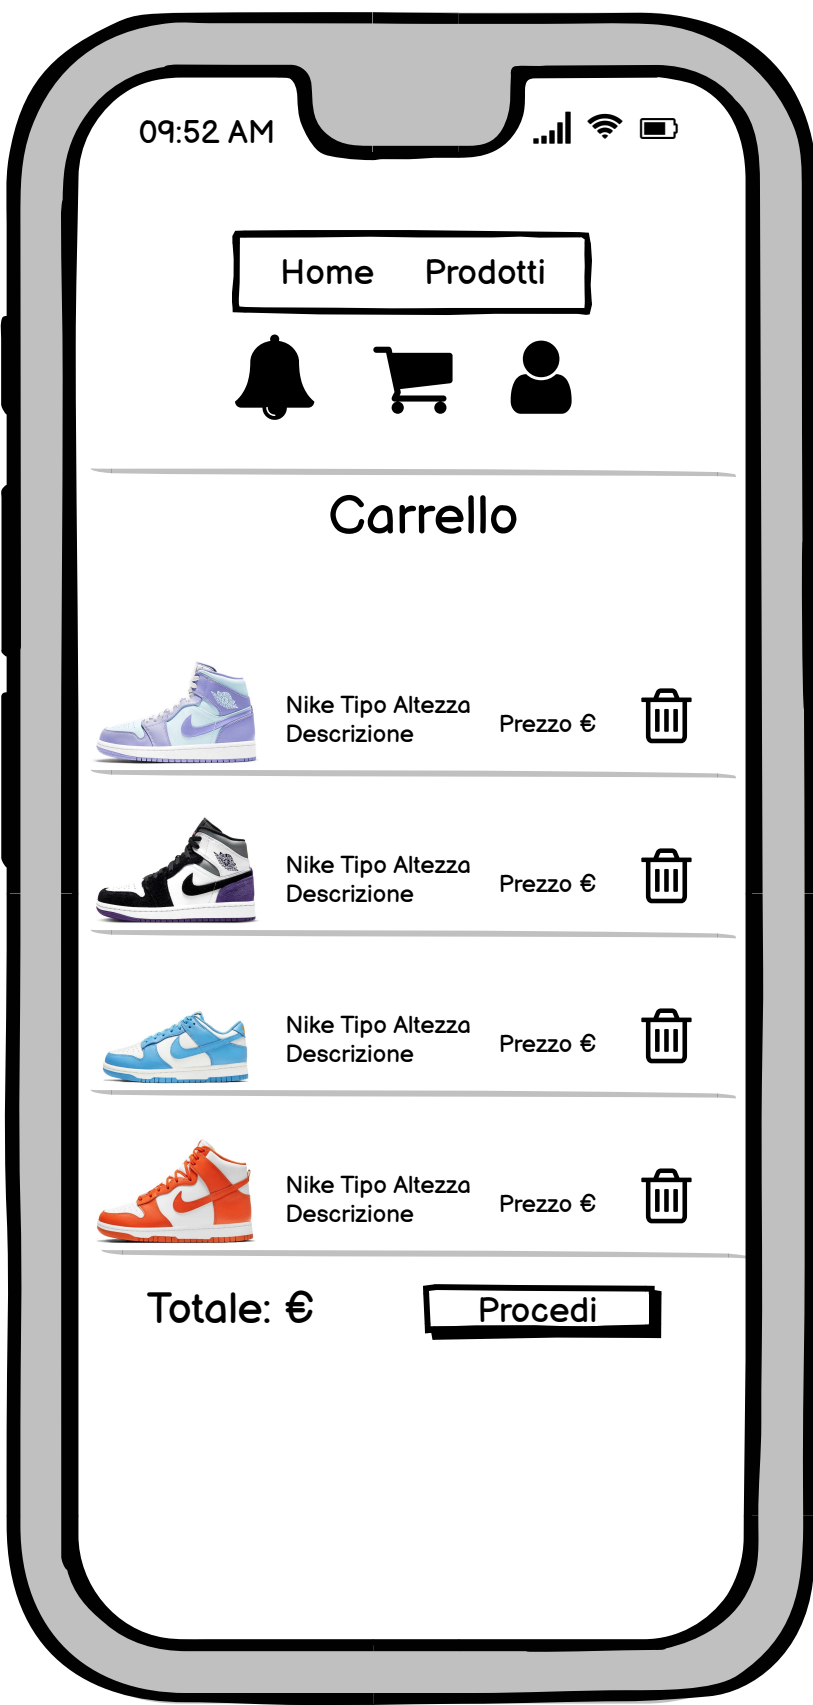 09:52 AM
Home Prodotti
Carrello
Nike Tipo Altezza
Descrizione
Prezzo €
Nike Tipo Altezza
Descrizione
Prezzo €
Nike Tipo Altezza
Descrizione
Prezzo €
Nike Tipo Altezza
Descrizione
Prezzo €
Totale: €
Procedi